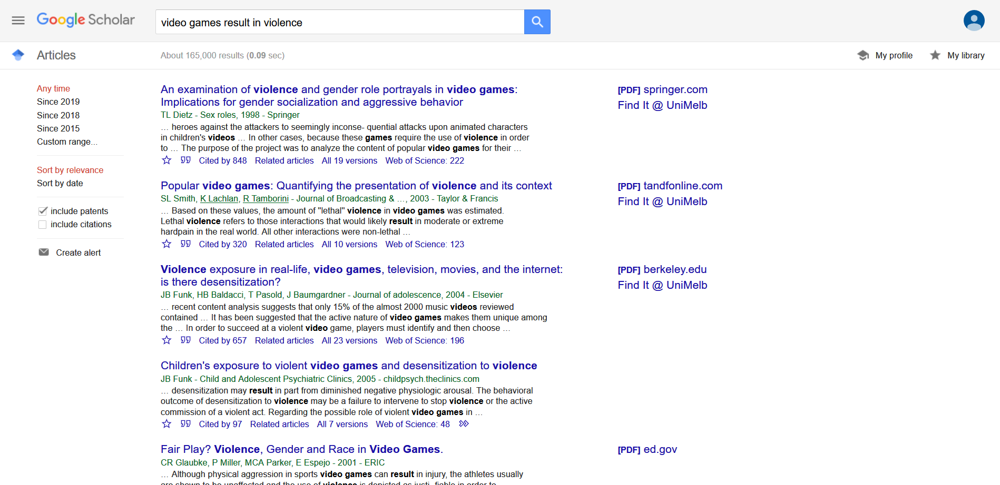 Google Scholar
video games result in violence
Articles
About 165,000 results (0.09 sec)
My profile
My library
Any time
Since 2019
Since 2018
Since 2015
Custom range...
Sort by relevance
Sort by date
include patents
include citations
Create alert
An examination of violence and gender role portrayals in video games:
Implications for gender socialization and aggressive behavior
TL Dietz - Sex roles, 1998 - Springer
... heroes against the attackers to seemingly inconse- quential attacks upon animated characters
in children's videos ... In other cases, because these games require the use of violence in order
to ... The purpose of the project was to analyze the content of popular video games for their ...
Cited by 848 Related articles All 19 versions Web of Science: 222
[PDF] springer.com
Find It @ UniMelb
Popular video games: Quantifying the presentation of violence and its context
SL Smith, K Lachlan, R Tamborini - Journal of Broadcasting & ..., 2003 - Taylor & Francis
... Based on these values, the amount of "lethal" violence in video games was estimated.
Lethal violence refers to those interactions that would likely result in moderate or extreme
hardpain in the real world. All other interactions were non-lethal ...
Cited by 320 Related articles All 10 versions Web of Science: 123
[PDF] tandfonline.com
Find It @ UniMelb
Violence exposure in real-life, video games, television, movies, and the internet:
is there desensitization?
JB Funk, HB Baldacci, T Pasold, J Baumgardner - Journal of adolescence, 2004 - Elsevier
... recent content analysis suggests that only 15% of the almost 2000 music videos reviewed
contained ... It has been suggested that the active nature of video games makes them unique among
the ... In order to succeed at a violent video game, players must identify and then choose ...
Cited by 657 Related articles All 23 versions Web of Science: 196
[PDF] berkeley.edu
Find It @ UniMelb
Children's exposure to violent video games and desensitization to violence
JB Funk - Child and Adolescent Psychiatric Clinics, 2005 - childpsych.theclinics.com
... desensitization may result in part from diminished negative physiologic arousal. The behavioral
outcome of desensitization to violence may be a failure to intervene to stop violence or the active
commission of a violent act. Regarding the possible role of violent video games in ...
Cited by 97 Related articles All 7 versions Web of Science: 48
Fair Play? Violence, Gender and Race in Video Games.
CR Glaubke, P Miller, MCA Parker, E Espejo - 2001 - ERIC
... Although physical aggression in sports video games can result in injury, the athletes usually
are shown to be unaffected and the use of violence is depicted as justi- fiable in order to
[PDF] ed.gov